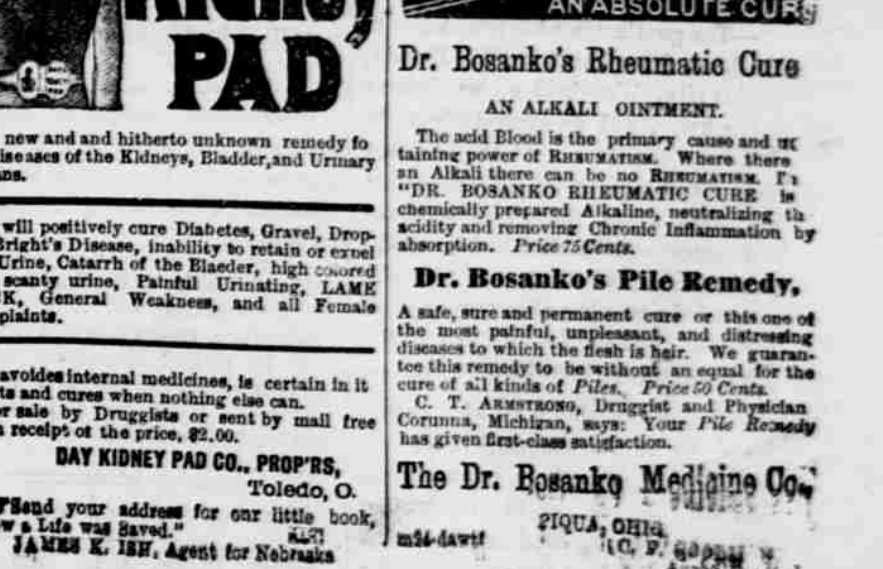 PAD
new and and hitherto unknown remedy fo
iseases of the Kidneys, Bladder, and Urinary
ans.
will positively cure Diabetes, Gravel, Drop-
Bright's Disease, inability to retain or expel
Urine, Catarrh of the Blaeder, high colored
scanty urine, Painful Urinating, LAME
K, General Weakness, and all Female
plaints.
avoides internal medicines, is certain in it
ts and cures when nothing else can.
or sale by Druggists or sent by mail free
receipt of the price, $2.00.
DAY KIDNEY PAD CO., PROP'RS,
Toledo, O.
Send your address for our little book,
w a Life was Saved."
JAMES K. ISH, Agent for Nebraska
AN ABSOLUTE CUR
Dr. Bosanko's Rheumatic Cure
AN ALKALI OINTMENT.
The acid Blood is the primary cause and
taining power of RHEUMATISM. Where there
an Alkali there can be no RHEUMATISM.
"DR. BOSANKO RHEUMATIC CURE is
chemically prepared Alkaline, neutralizing th
acidity and removing Chronic Inflammation by
absorption. Price 75 Cents.
Dr. Bosanko's Pile Remedy.
A safe, sure and permanent cure or this one of
the most painful, unpleasant, and distressing
diseases to which the flesh is hair. We guaran-
tee this remedy to be without an equal for the
cure of all kinds of Piles. Price 50 Cents.
C. T. ARMSTRONG, Druggist and Physician
Corunna, Michigan, says: Your Pile Remedy
has given first-class satisfaction.
The Dr. Bosanko Medicine Co.,
PIQUA, OHIO
m24-dawtf